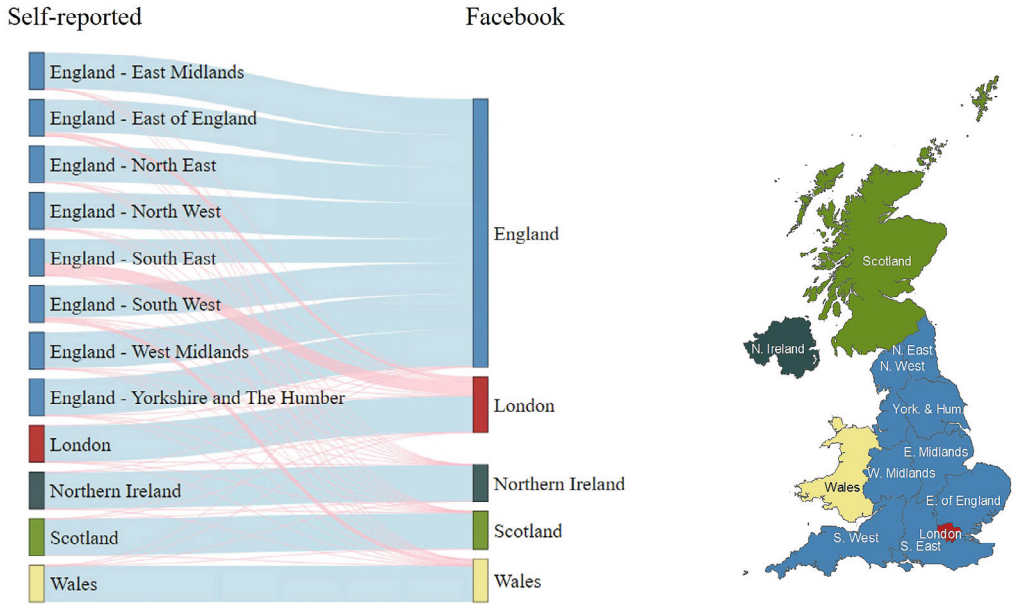 Self-reported
Facebook
England - East Midlands
England - East of England
England - North East
England - North West
England - South East
England - South West
England - West Midlands
England - Yorkshire and The Humber
London
Northern Ireland
Scotland
Wales
England
London
Northern Ireland
Scotland
Wales
Scotland
N. Ireland
N. East
N. West
York. & Hum.
E. Midlands
W. Midlands
Wales
E. of England
London
S. West
S. East